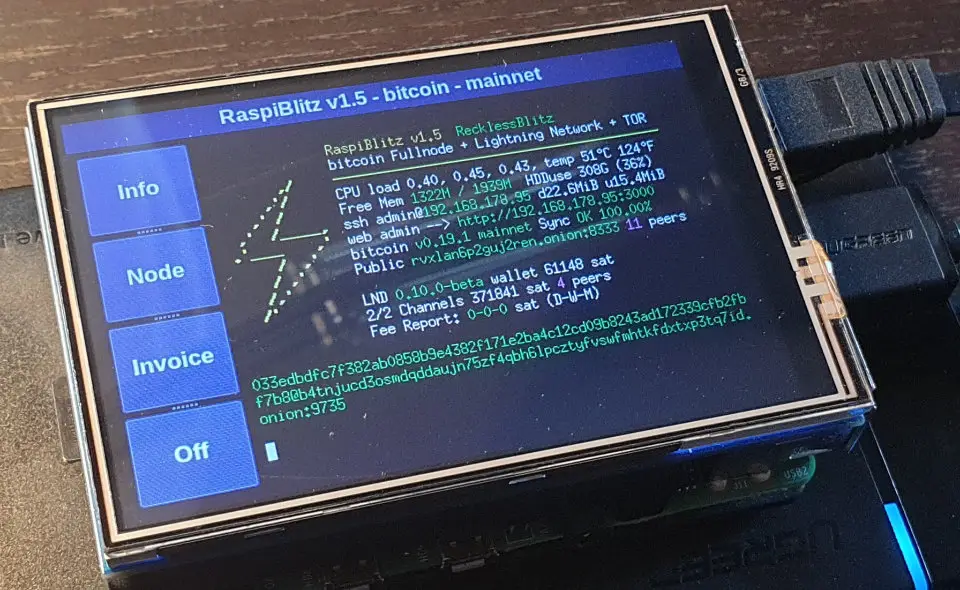 RaspiBlitz v1.5 - bitcoin - mainnet
Info
Node
Invoice
Off
RaspiBlitz v1.5 RecklessBlitz
bitcoin Fullnode + Lightning Network + TOR
CPU load 0.40, 0.45, 0.43, temp 51°C 124°F
Free Mem 1322M / 1939M HDDuse 308G (36%)
ssh admin@192.168.178.95 d22.6MiB u15.4MiB
web admin --> http://192.168.178.95:3000
bitcoin v0.19.1 mainnet Sync OK 100.00%
Public rvxlan6p2guj2ren.onion:8333 11 peers
LND 0.10.0-beta wallet 61148 sat
2/2 Channels 371841 sat 4 peers
Fee Report: 0-0-0 sat (D-W-M)
033edbdfc7f382ab0858b9e4382f171e2ba4c12cd09b8243ad172339cfb2fb
f7b8@b4tnjucd3osmdqddaujn75zf4qbh6lpcztyfvswfmhtkfdxtxp3tq7id.
onion:9735
UGREEN
J11
USB2